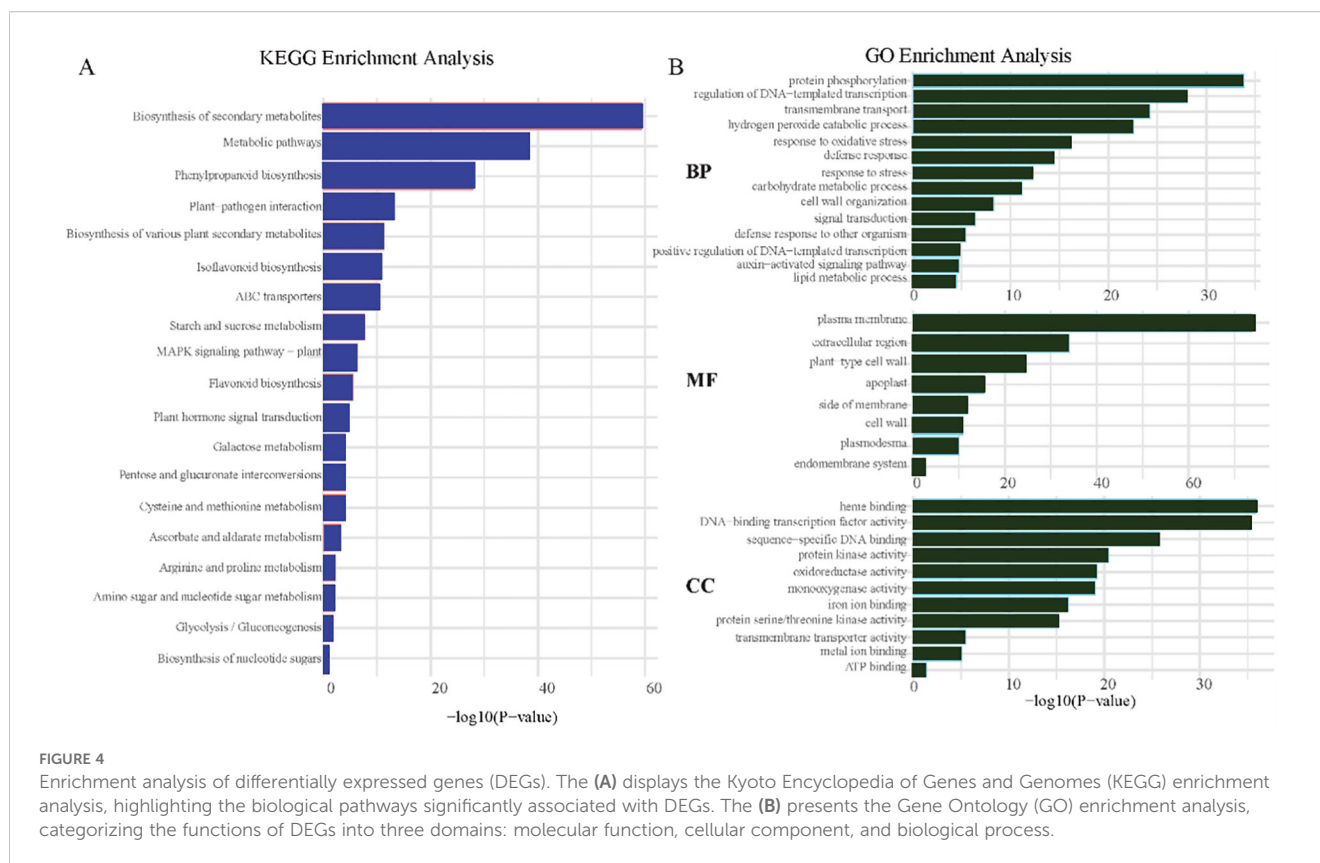 A
KEGG Enrichment Analysis
Biosynthesis of secondary metabolites
Metabolic pathways
Phenylpropanoid biosynthesis
Plant-pathogen interaction
Biosynthesis of various plant secondary metabolites
Isoflavonoid biosynthesis
ABC transporters
Starch and sucrose metabolism
MAPK signaling pathway − plant
Flavonoid biosynthesis
Plant hormone signal transduction
Galactose metabolism
Pentose and glucuronate interconversions
Cysteine and methionine metabolism
Ascorbate and aldarate metabolism
Arginine and proline metabolism
Amino sugar and nucleotide sugar metabolism
Glycolysis / Gluconeogenesis
Biosynthesis of nucleotide sugars
0 20 40 60
−log10(P−value)
B
GO Enrichment Analysis
BP
protein phosphorylation
regulation of DNA−templated transcription
transmembrane transport
hydrogen peroxide catabolic process
response to oxidative stress
defense response
response to stress
carbohydrate metabolic process
cell wall organization
signal transduction
defense response to other organism
positive regulation of DNA−templated transcription
auxin−activated signaling pathway
lipid metabolic process
0 10 20 30
MF
plasma membrane
extracellular region
plant−type cell wall
apoplast
side of membrane
cell wall
plasmodesma
endomembrane system
0 20 40 60
CC
heme binding
DNA−binding transcription factor activity
sequence−specific DNA binding
protein kinase activity
oxidoreductase activity
monooxygenase activity
iron ion binding
protein serine/threonine kinase activity
transmembrane transporter activity
metal ion binding
ATP binding
0 10 20 30
−log10(P−value)
FIGURE 4
Enrichment analysis of differentially expressed genes (DEGs). The (A) displays the Kyoto Encyclopedia of Genes and Genomes (KEGG) enrichment
analysis, highlighting the biological pathways significantly associated with DEGs. The (B) presents the Gene Ontology (GO) enrichment analysis,
categorizing the functions of DEGs into three domains: molecular function, cellular component, and biological process.